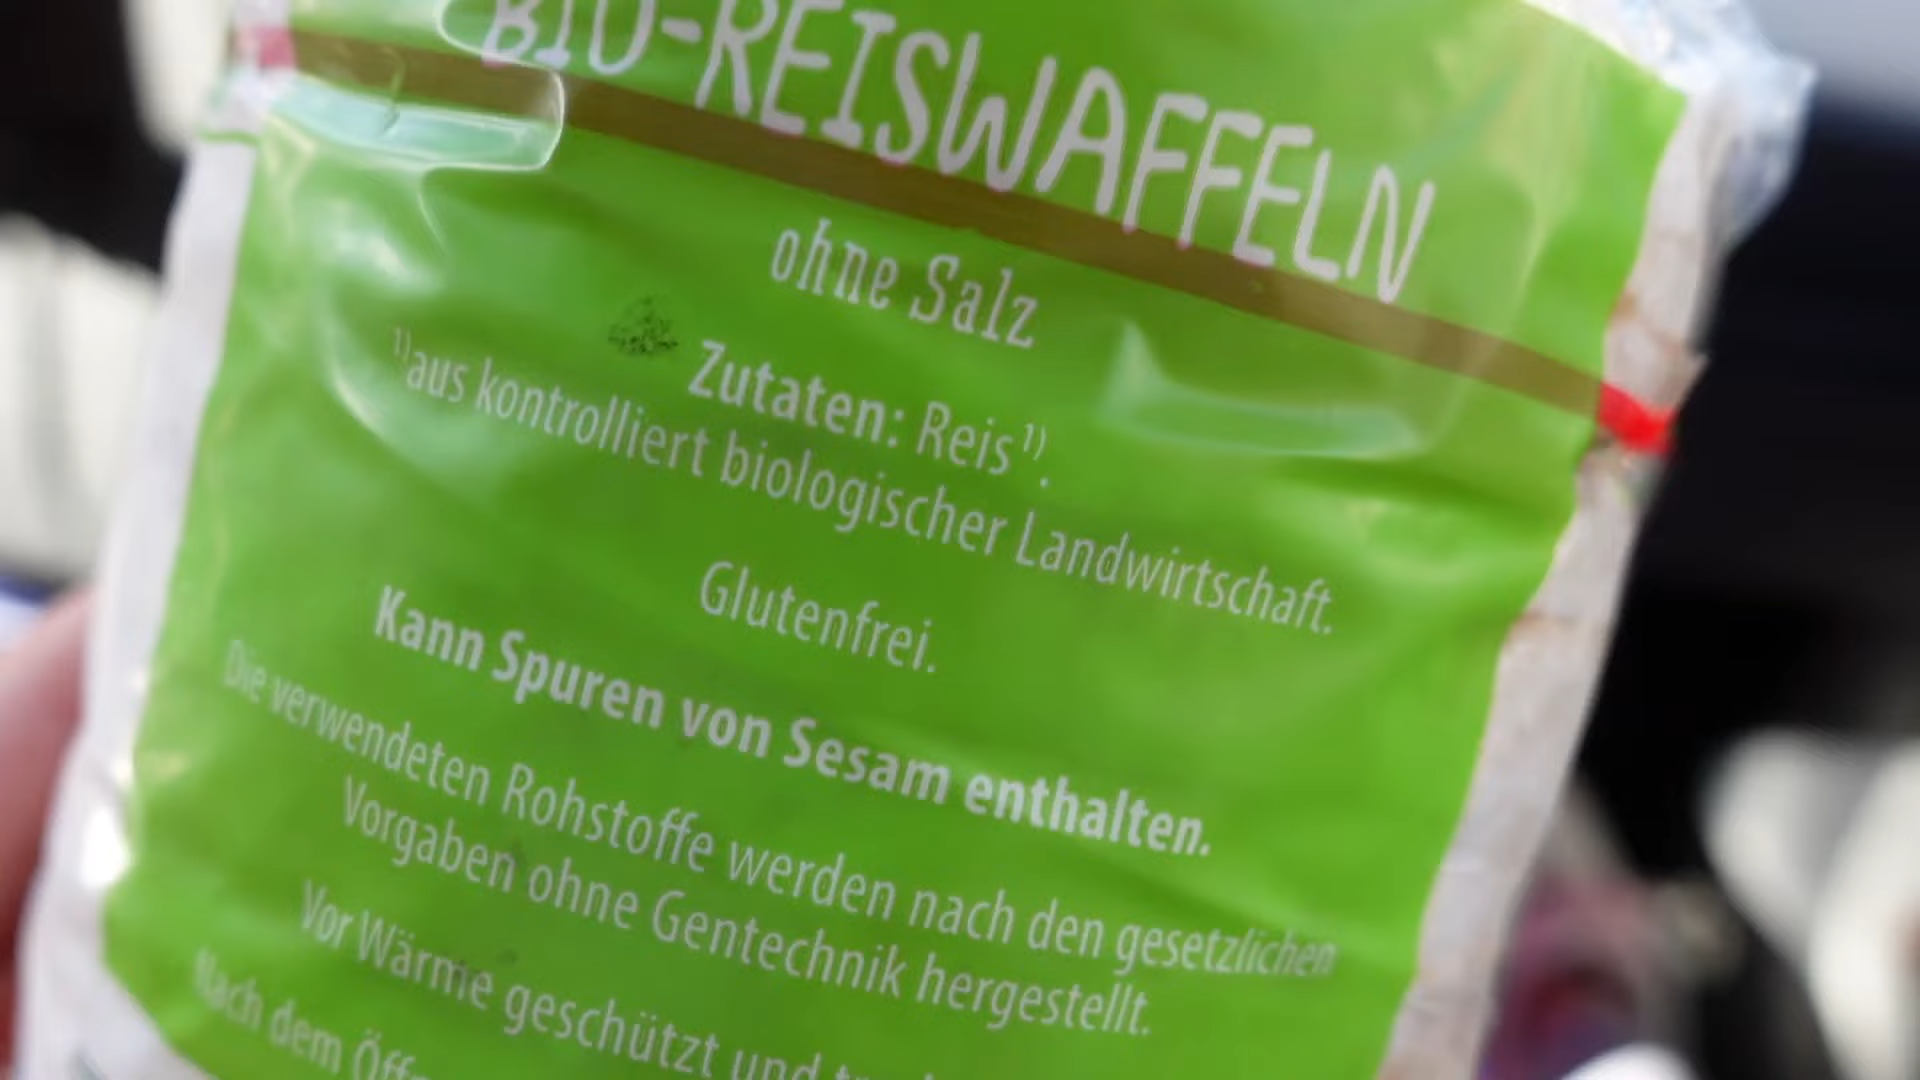 BIO-REISWAFFELN
ohne Salz
Zutaten: Reis¹⁾.
¹⁾aus kontrolliert biologischer Landwirtschaft.
Glutenfrei.
Kann Spuren von Sesam enthalten.
Die verwendeten Rohstoffe werden nach den gesetzlichen
Vorgaben ohne Gentechnik hergestellt.
Vor Wärme geschützt und
Nach dem